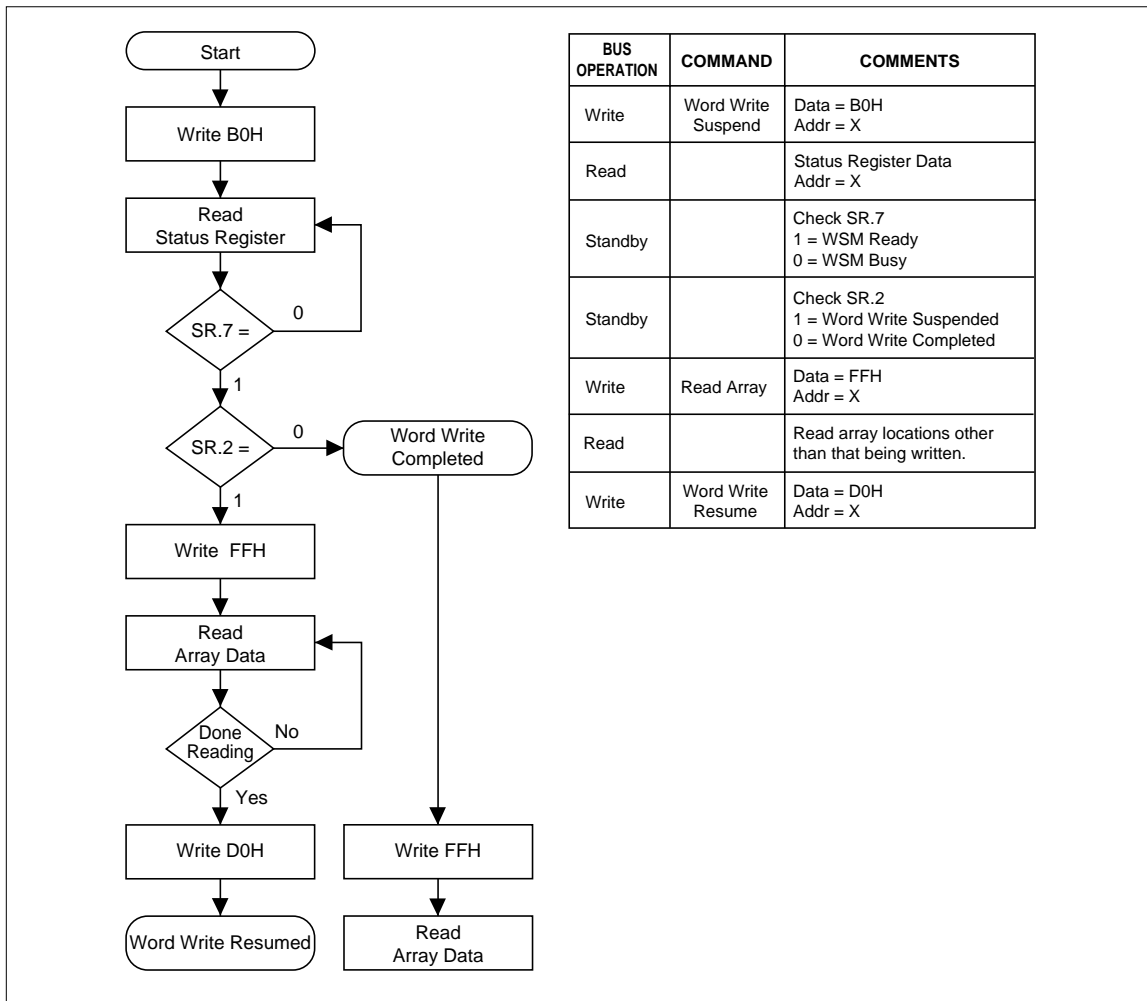 Start
Write B0H
Read
Status Register
0
SR.7 =
1
0
SR.2 =
Word Write
Completed
1
Write FFH
Read
Array Data
Done
Reading
No
Yes
Write D0H
Write FFH
Word Write Resumed
Read
Array Data
BUS
OPERATION
COMMAND
COMMENTS
Write
Word Write
Suspend
Data = B0H
Addr = X
Read
Status Register Data
Addr = X
Standby
Check SR.7
1 = WSM Ready
0 = WSM Busy
Standby
Check SR.2
1 = Word Write Suspended
0 = Word Write Completed
Write
Read Array
Data = FFH
Addr = X
Read
Read array locations other
than that being written.
Write
Word Write
Resume
Data = D0H
Addr = X